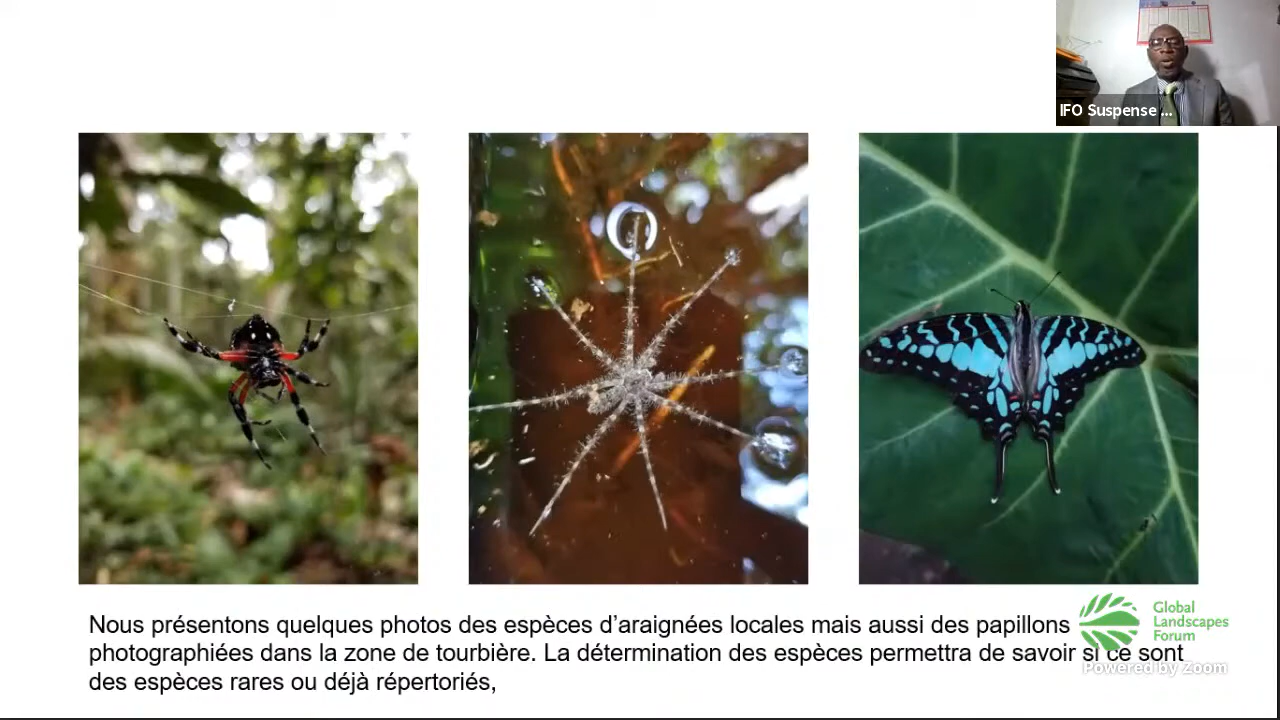 IFO Suspense ...
Nous présentons quelques photos des espèces d’araignées locales mais aussi des papillons
photographiées dans la zone de tourbière. La détermination des espèces permettra de savoir si ce sont
des espèces rares ou déjà répertoriés,
Global
Landscapes
Forum
Powered by Zoom